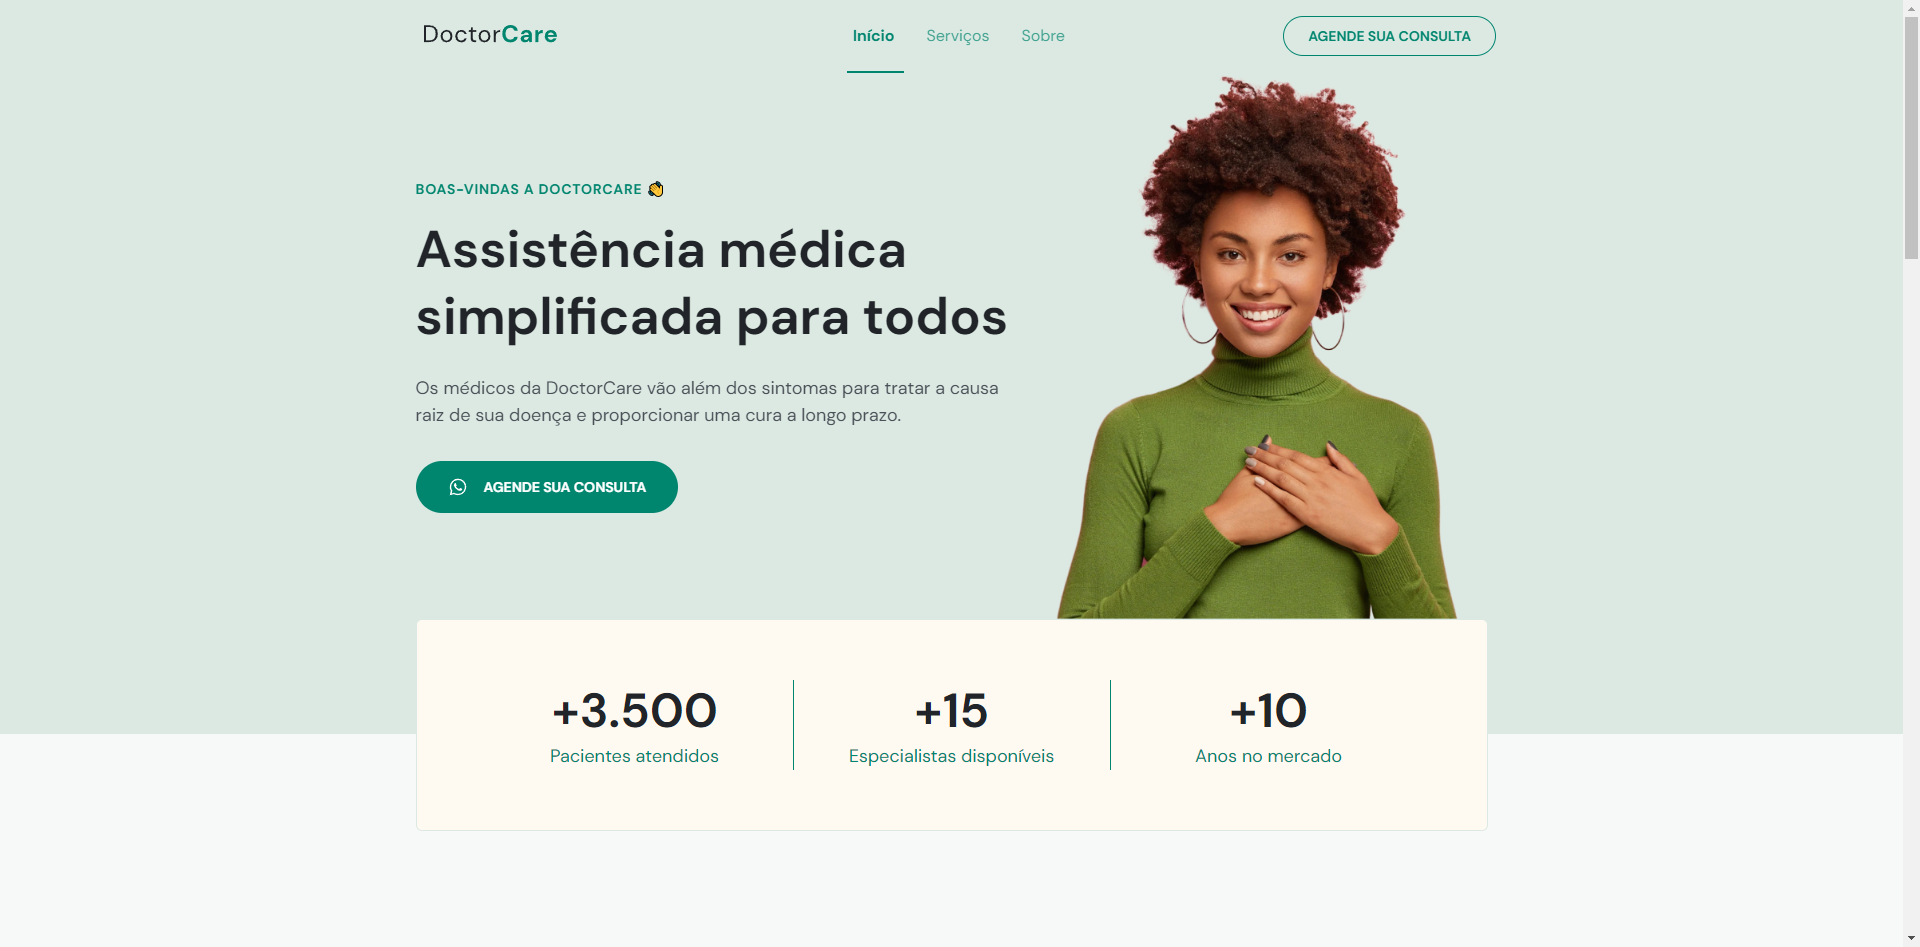 DoctorCare
Início
Serviços
Sobre
AGENDE SUA CONSULTA
BOAS-VINDAS A DOCTORCARE 👋
Assistência médica
simplificada para todos
Os médicos da DoctorCare vão além dos sintomas para tratar a causa
raiz de sua doença e proporcionar uma cura a longo prazo.
AGENDE SUA CONSULTA
+3.500
Pacientes atendidos
+15
Especialistas disponíveis
+10
Anos no mercado